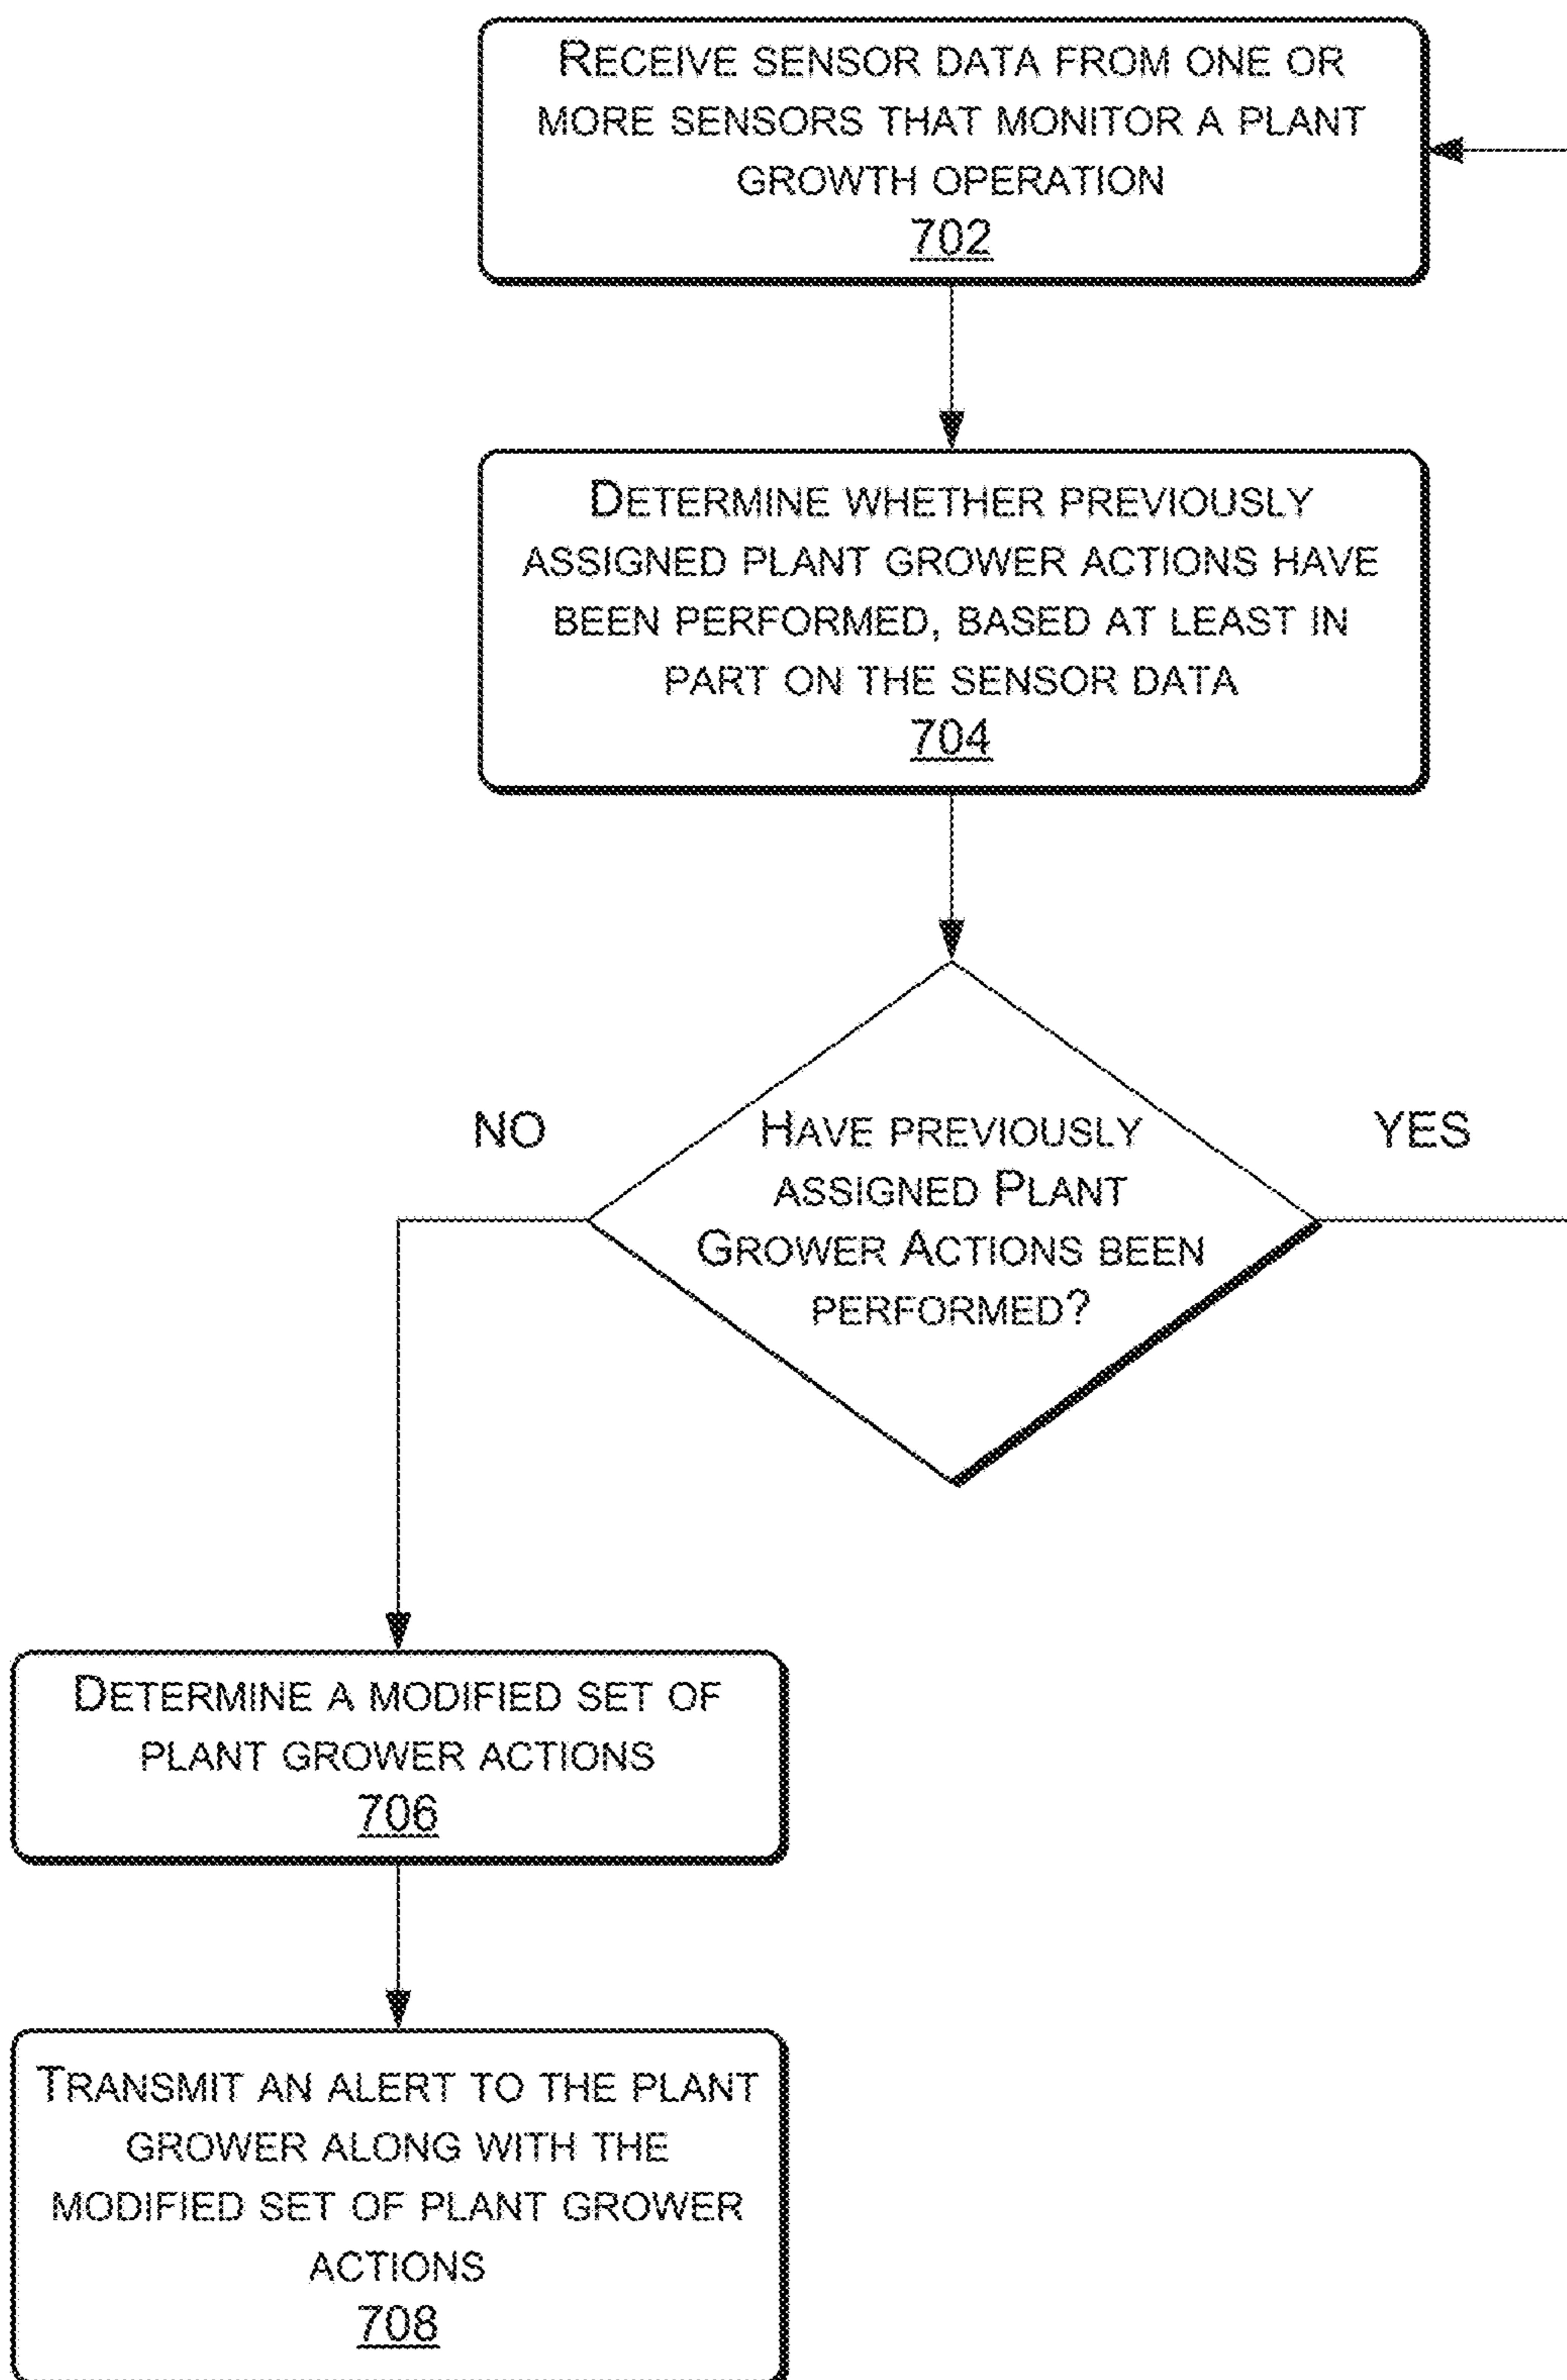 RECEIVE SENSOR DATA FROM ONE OR
MORE SENSORS THAT MONITOR A PLANT
GROWTH OPERATION
702
DETERMINE WHETHER PREVIOUSLY
ASSIGNED PLANT GROWER ACTIONS HAVE
BEEN PERFORMED, BASED AT LEAST IN
PART ON THE SENSOR DATA
704
NO
YES
HAVE PREVIOUSLY
ASSIGNED PLANT
GROWER ACTIONS BEEN
PERFORMED?
DETERMINE A MODIFIED SET OF
PLANT GROWER ACTIONS
706
TRANSMIT AN ALERT TO THE PLANT
GROWER ALONG WITH THE
MODIFIED SET OF PLANT GROWER
ACTIONS
708